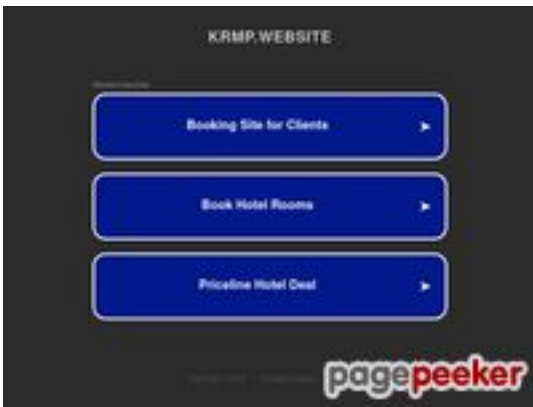 KRMP.WEBSITE
Booking Site for Clients
Book Hotel Rooms
Priceline Hotel Deal
pagepeeker